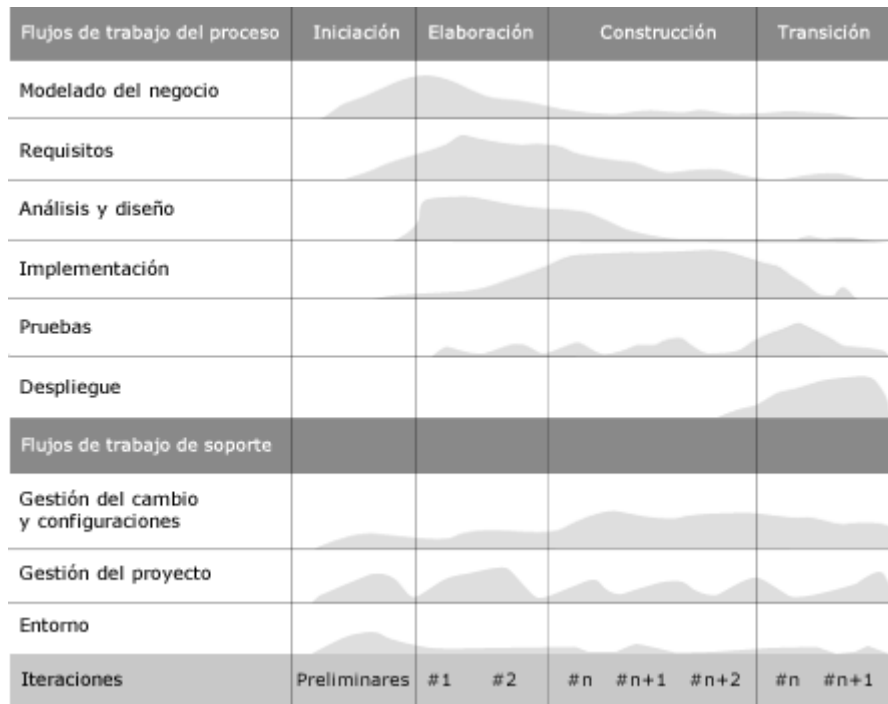 Flujos de trabajo del proceso Iniciación Elaboración Construcción Transición
Modelado del negocio
Requisitos
Análisis y diseño
Implementación
Pruebas
Despliegue
Flujos de trabajo de soporte
Gestión del cambio
y configuraciones
Gestión del proyecto
Entorno
Iteraciones Preliminares #1 #2 #n #n+1 #n+2 #n #n+1